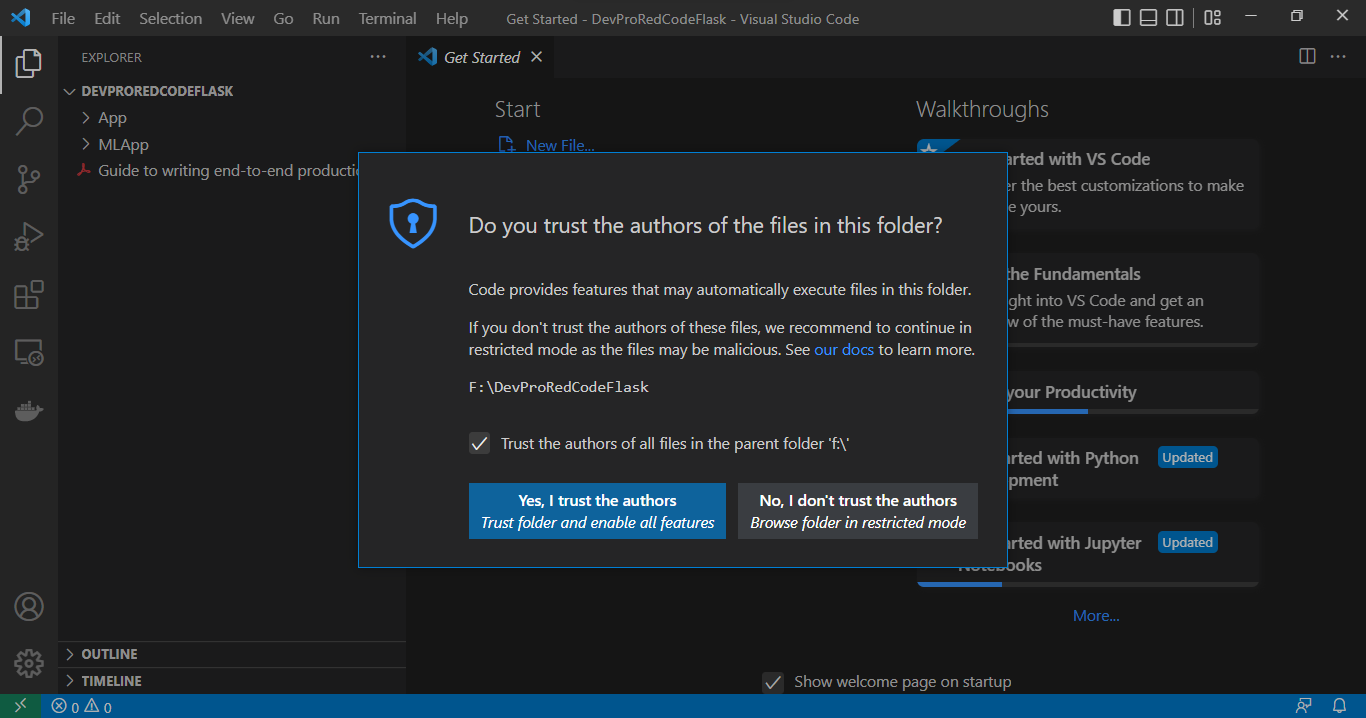 File Edit Selection View Go Run Terminal Help
Get Started - DevProRedCodeFlask - Visual Studio Code
EXPLORER
DEVPROREDCODEFLASK
App
MLApp
Guide to writing end-to-end producti
OUTLINE
TIMELINE
Get Started
Start
New File...
Walkthroughs
arted with VS Code
er the best customizations to make
e yours.
the Fundamentals
ght into VS Code and get an
w of the must-have features.
your Productivity
arted with Python
Updated
pment
arted with Jupyter
Updated
Notebooks
More...
Do you trust the authors of the files in this folder?
Code provides features that may automatically execute files in this folder.
If you don't trust the authors of these files, we recommend to continue in
restricted mode as the files may be malicious. See our docs to learn more.
F:\DevProRedCodeFlask
Trust the authors of all files in the parent folder 'f:\'
Yes, I trust the authors
Trust folder and enable all features
No, I don't trust the authors
Browse folder in restricted mode
Show welcome page on startup
0 0